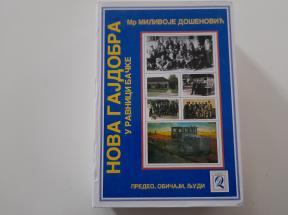 Мр МИЛИВОЈЕ ДОШЕНОВИЋ
НОВА ГАЈДОБРА
У РАВНИЦИ БАЧКЕ
ПРЕДЕО, ОБИЧАЈИ, ЉУДИ